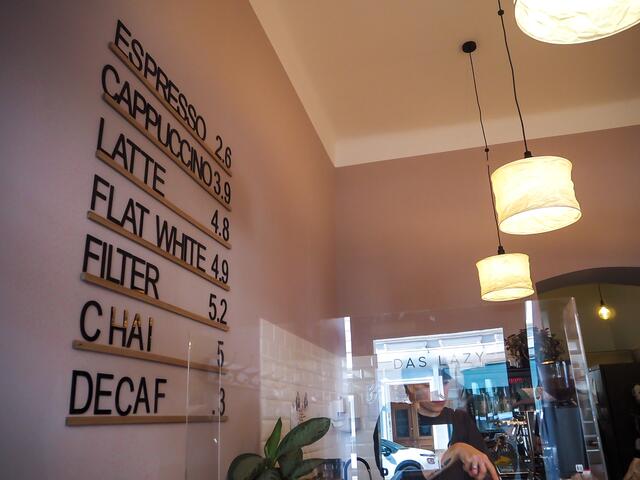 ESPRESSO 2.6
CAPPUCCINO 3.9
LATTE 4.8
FLAT WHITE 4.9
FILTER 5.2
CHAI 5
DECAF .3
DAS LAZY